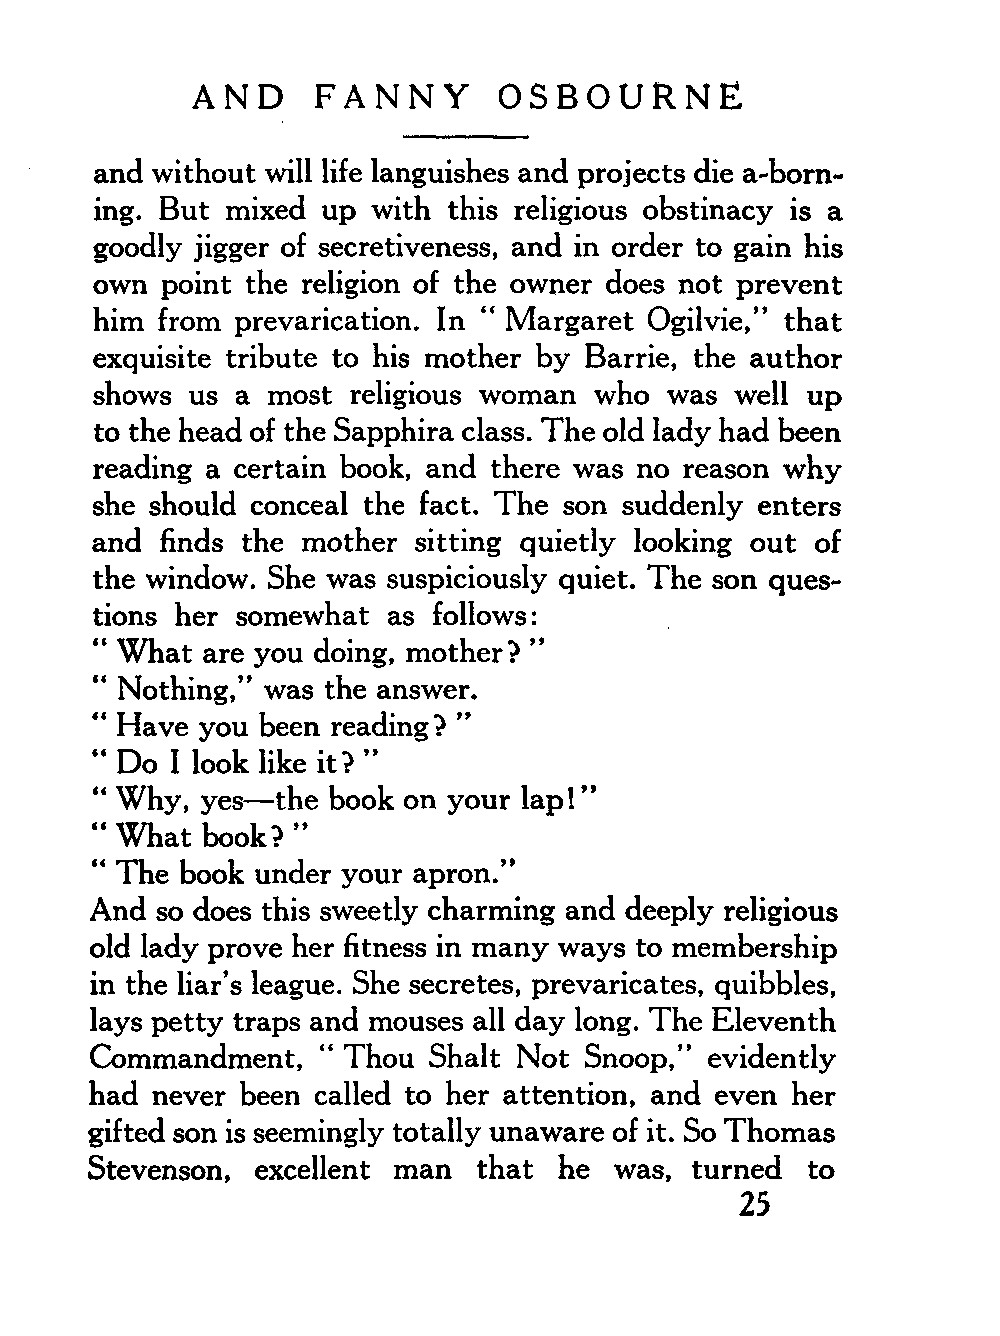 AND FANNY OSBOURNE
and without will life languishes and projects die a-born-
ing. But mixed up with this religious obstinacy is a
goodly jigger of secretiveness, and in order to gain his
own point the religion of the owner does not prevent
him from prevarication. In “ Margaret Ogilvie,” that
exquisite tribute to his mother by Barrie, the author
shows us a most religious woman who was well up
to the head of the Sapphira class. The old lady had been
reading a certain book, and there was no reason why
she should conceal the fact. The son suddenly enters
and finds the mother sitting quietly looking out of
the window. She was suspiciously quiet. The son ques-
tions her somewhat as follows:
“ What are you doing, mother? ”
“ Nothing,” was the answer.
“ Have you been reading? ”
“ Do I look like it? ”
“ Why, yes—the book on your lap!”
“ What book? ”
“ The book under your apron.”
And so does this sweetly charming and deeply religious
old lady prove her fitness in many ways to membership
in the liar's league. She secretes, prevaricates, quibbles,
lays petty traps and mouses all day long. The Eleventh
Commandment, “ Thou Shalt Not Snoop,” evidently
had never been called to her attention, and even her
gifted son is seemingly totally unaware of it. So Thomas
Stevenson, excellent man that he was, turned to
25